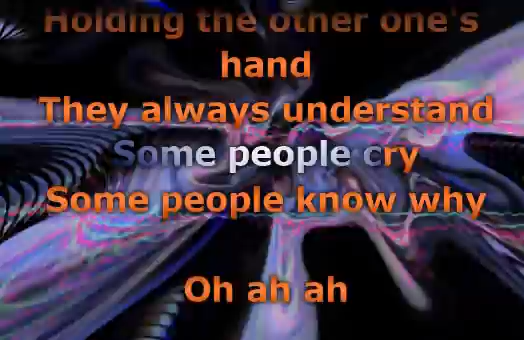 Holding the other one's
hand
They always understand
Some people cry
Some people know why
Oh ah ah